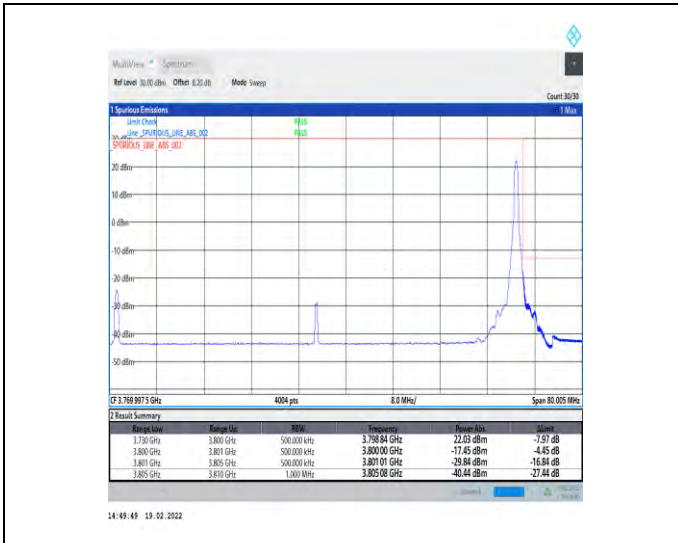 MultiView Spectrum
Ref Level 30.00 dBm Offset 8.20 dB Mode Sweep
Count 30/30
1 Spurious Emissions 1 Max
Limit Check PASS
Line _SPURIOUS_LINE_ABS_002 PASS
30 dBm
SPURIOUS_LINE_ABS_002
20 dBm
10 dBm
0 dBm
-10 dBm
-20 dBm
-30 dBm
-40 dBm
-50 dBm
CF 3.769 997 5 GHz 4004 pts 8.0 MHz/ Span 80.005 MHz
2 Result Summary
Range Low Range Up RBW Frequency Power Abs ΔLimit
3.730 GHz 3.800 GHz 500.000 kHz 3.798 84 GHz 22.03 dBm -7.97 dB
3.800 GHz 3.801 GHz 500.000 kHz 3.800 00 GHz -17.45 dBm -4.45 dB
3.801 GHz 3.805 GHz 500.000 kHz 3.801 01 GHz -29.84 dBm -16.84 dB
3.805 GHz 3.810 GHz 1.000 MHz 3.805 08 GHz -40.44 dBm -27.44 dB
14:49:49 19.02.2022